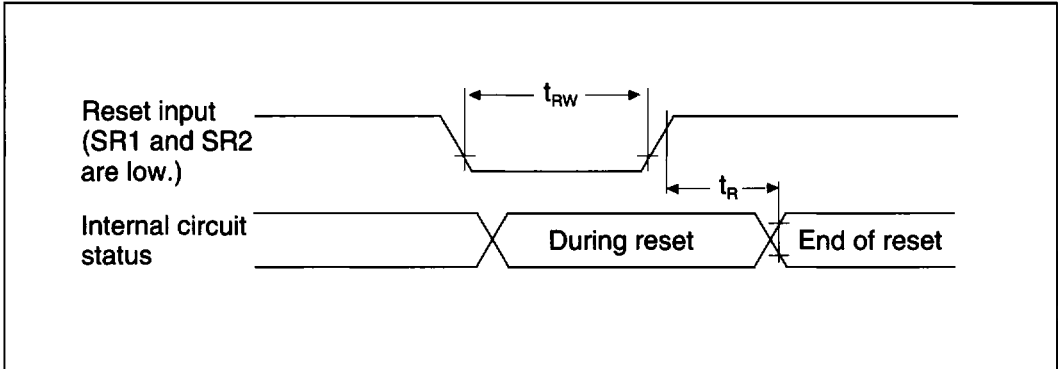 t_RW
Reset input
(SR1 and SR2
are low.)
t_R
Internal circuit
status
During reset
End of reset